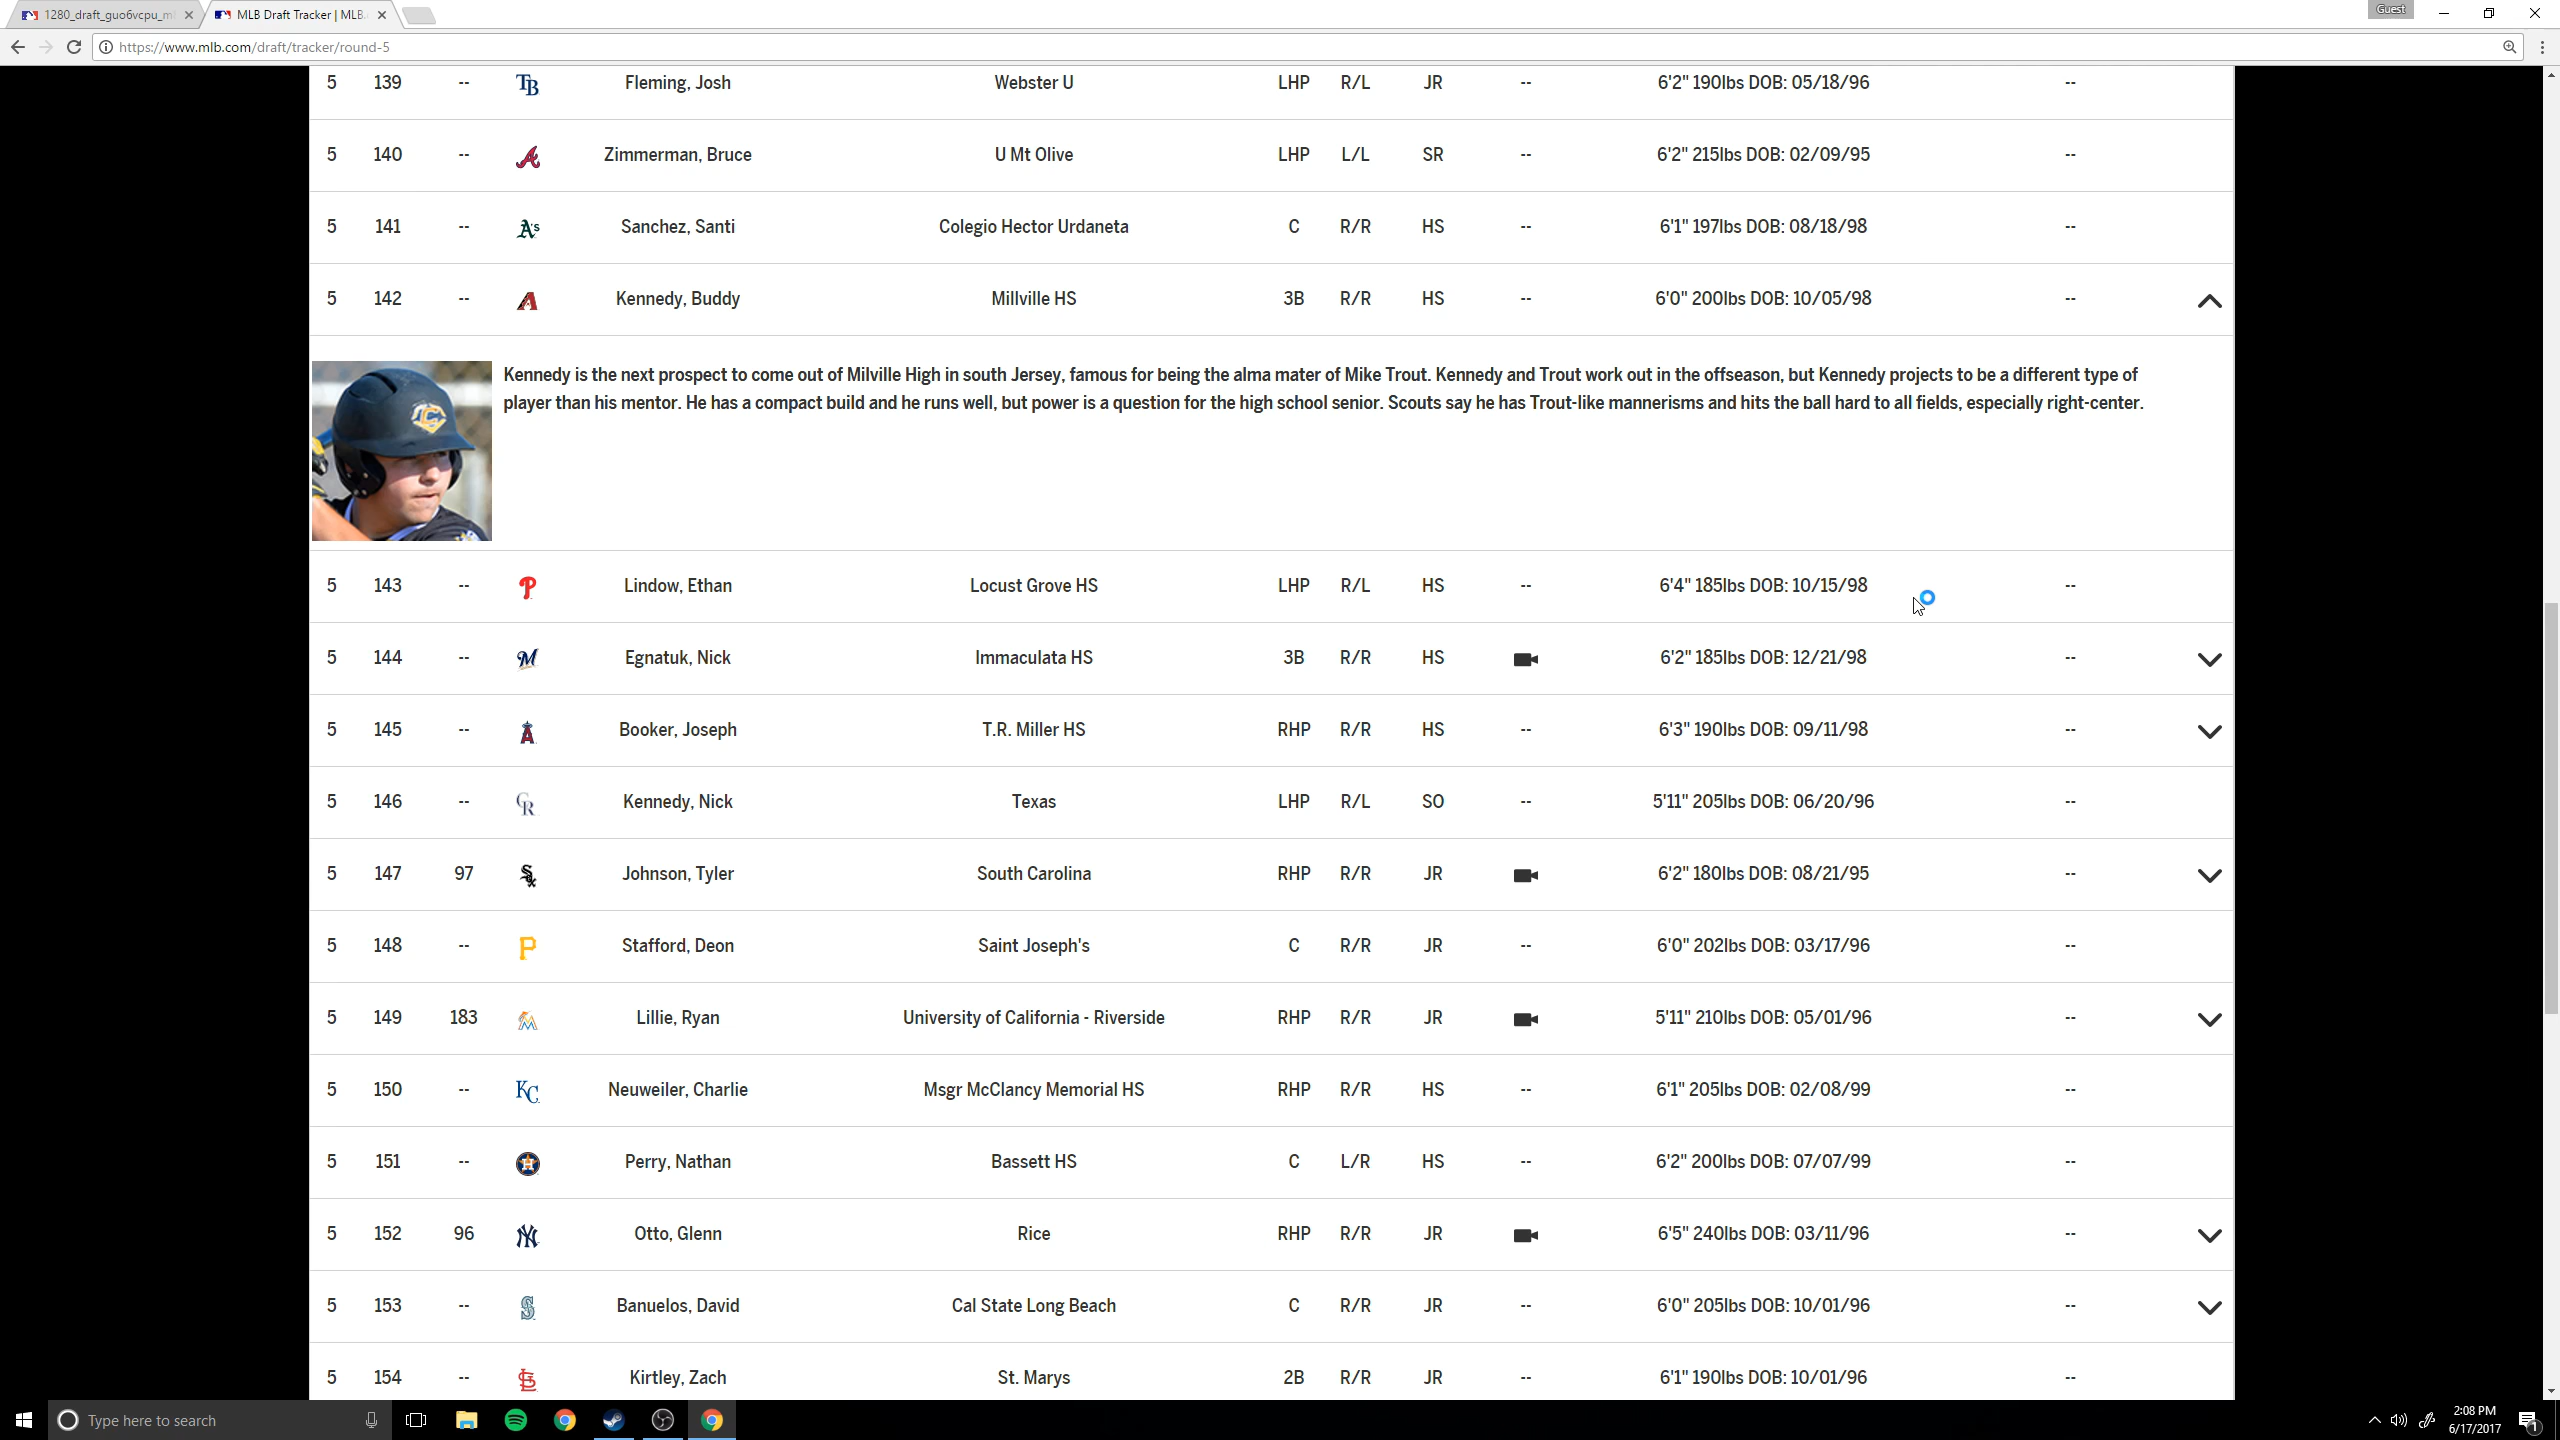 1280_draft_guo6vcpu_m
MLB Draft Tracker | MLB.
Guest
https://www.mlb.com/draft/tracker/round-5
5 139 -- TB Fleming, Josh Webster U LHP R/L JR -- 6'2" 190lbs DOB: 05/18/96 --
5 140 -- A Zimmerman, Bruce U Mt Olive LHP L/L SR -- 6'2" 215lbs DOB: 02/09/95 --
5 141 -- A's Sanchez, Santi Colegio Hector Urdaneta C R/R HS -- 6'1" 197lbs DOB: 08/18/98 --
5 142 -- A Kennedy, Buddy Millville HS 3B R/R HS -- 6'0" 200lbs DOB: 10/05/98 --
Kennedy is the next prospect to come out of Milville High in south Jersey, famous for being the alma mater of Mike Trout. Kennedy and Trout work out in the offseason, but Kennedy projects to be a different type of
player than his mentor. He has a compact build and he runs well, but power is a question for the high school senior. Scouts say he has Trout-like mannerisms and hits the ball hard to all fields, especially right-center.
5 143 -- P Lindow, Ethan Locust Grove HS LHP R/L HS -- 6'4" 185lbs DOB: 10/15/98 --
5 144 -- M Egnatuk, Nick Immaculata HS 3B R/R HS 6'2" 185lbs DOB: 12/21/98 --
5 145 -- A Booker, Joseph T.R. Miller HS RHP R/R HS -- 6'3" 190lbs DOB: 09/11/98 --
5 146 -- CR Kennedy, Nick Texas LHP R/L SO -- 5'11" 205lbs DOB: 06/20/96 --
5 147 97 Sox Johnson, Tyler South Carolina RHP R/R JR 6'2" 180lbs DOB: 08/21/95 --
5 148 -- P Stafford, Deon Saint Joseph's C R/R JR -- 6'0" 202lbs DOB: 03/17/96 --
5 149 183 M Lillie, Ryan University of California - Riverside RHP R/R JR 5'11" 210lbs DOB: 05/01/96 --
5 150 -- KC Neuweiler, Charlie Msgr McClancy Memorial HS RHP R/R HS -- 6'1" 205lbs DOB: 02/08/99 --
5 151 -- H Perry, Nathan Bassett HS C L/R HS -- 6'2" 200lbs DOB: 07/07/99 --
5 152 96 NY Otto, Glenn Rice RHP R/R JR 6'5" 240lbs DOB: 03/11/96 --
5 153 -- S Banuelos, David Cal State Long Beach C R/R JR -- 6'0" 205lbs DOB: 10/01/96 --
5 154 -- STL Kirtley, Zach St. Marys 2B R/R JR -- 6'1" 190lbs DOB: 10/01/96 --
Type here to search
2:08 PM
6/17/2017
1